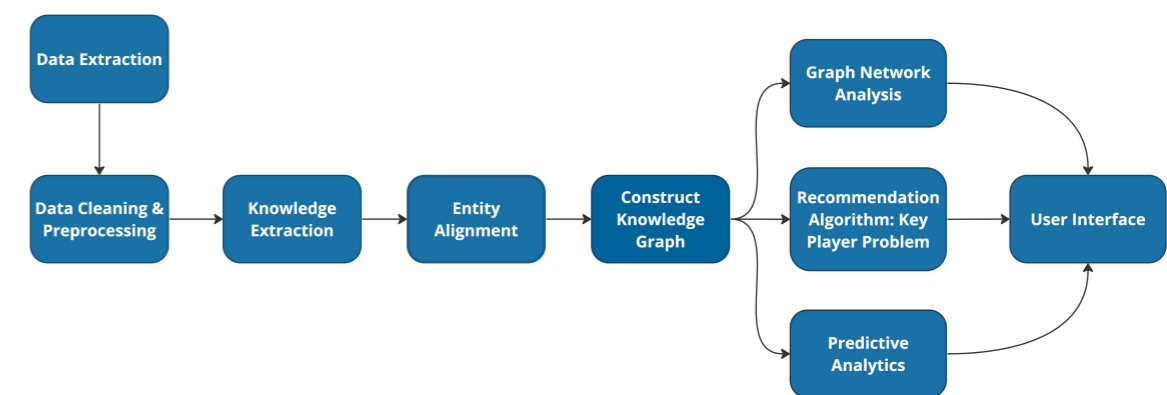 Data Extraction
Data Cleaning &
Preprocessing
Knowledge
Extraction
Entity
Alignment
Construct
Knowledge
Graph
Graph Network
Analysis
Recommendation
Algorithm: Key
Player Problem
Predictive
Analytics
User Interface